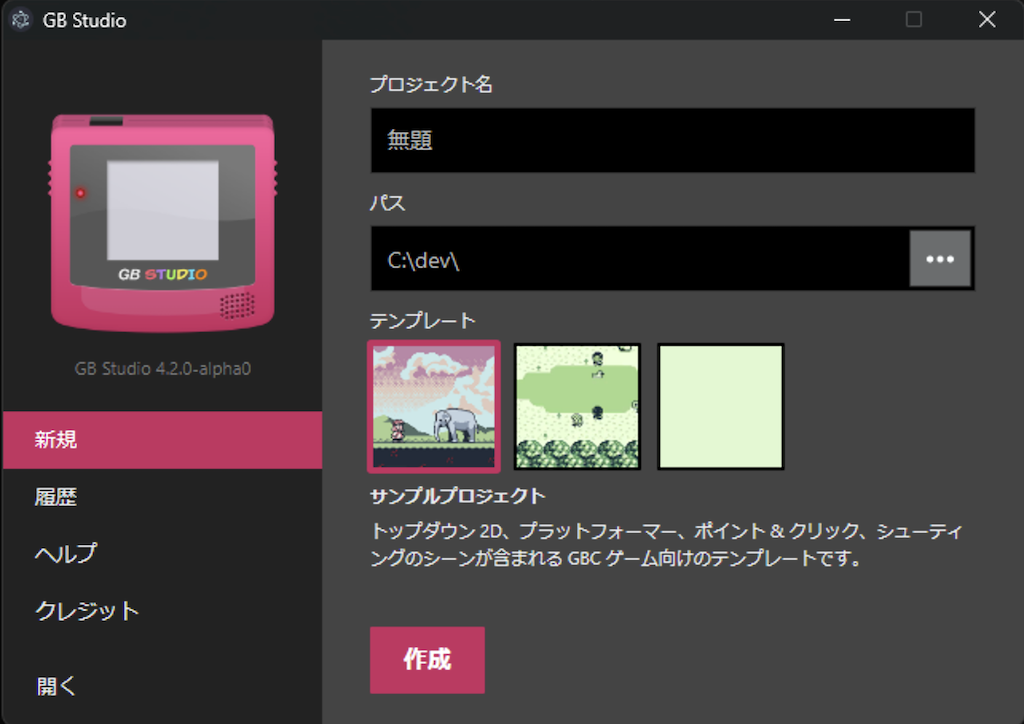 GB Studio
GB STUDIO
GB Studio 4.2.0-alpha0
新規
履歴
ヘルプ
クレジット
開く
プロジェクト名
無題
パス
C:\dev\
テンプレート
サンプルプロジェクト
トップダウン 2D、プラットフォーマー、ポイント & クリック、シューティ
ングのシーンが含まれる GBC ゲーム向けのテンプレートです。
作成